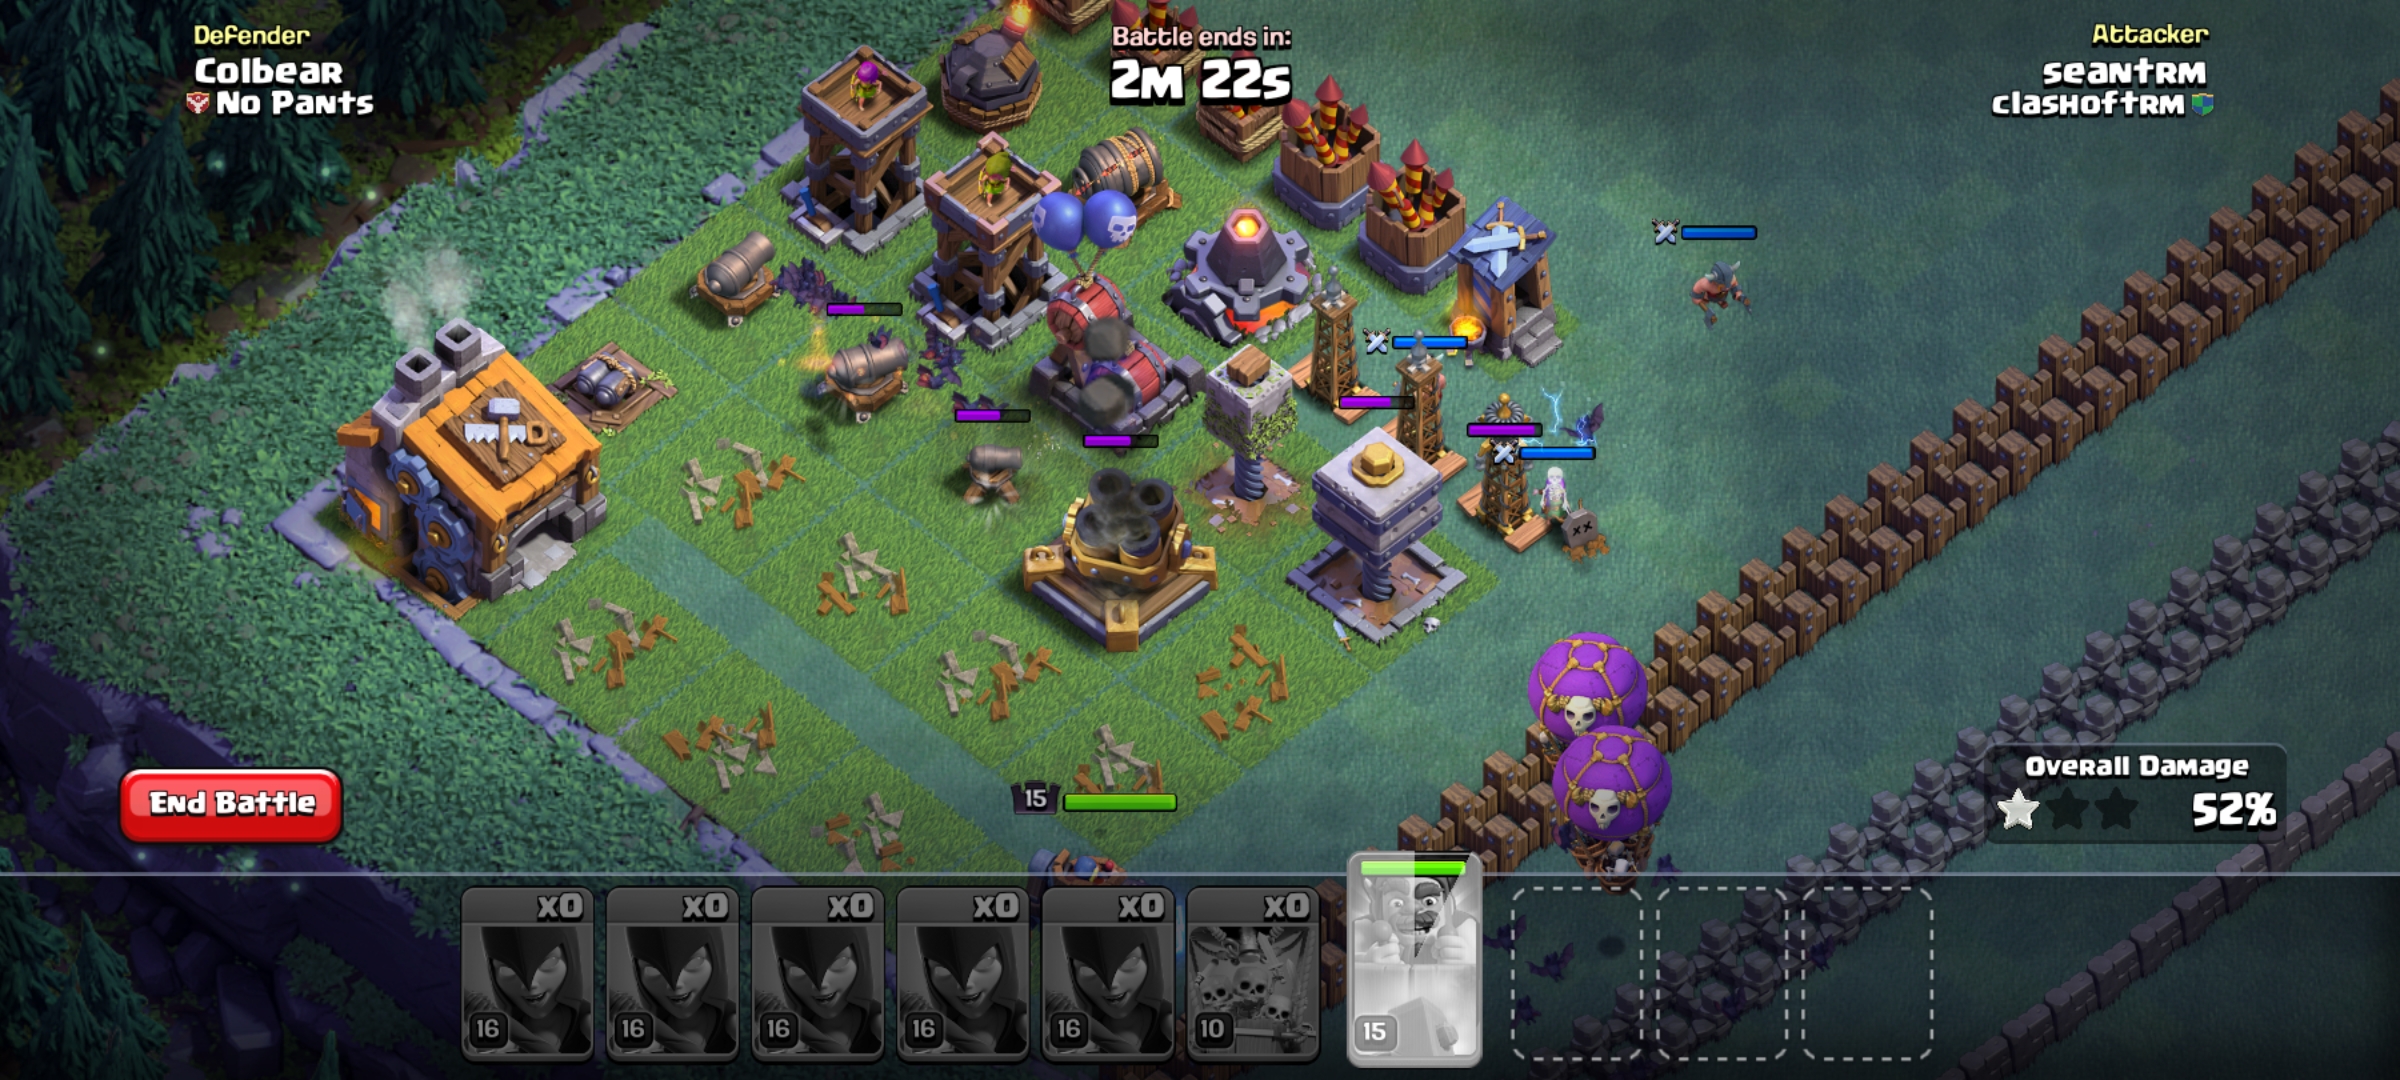 Defender
Colbear
No Pants
Battle ends in:
2M 22s
Attacker
seantrm
clashoftrm
15
End Battle
Overall Damage
52%
x0
x0
x0
x0
x0
x0
16
16
16
16
16
10
15